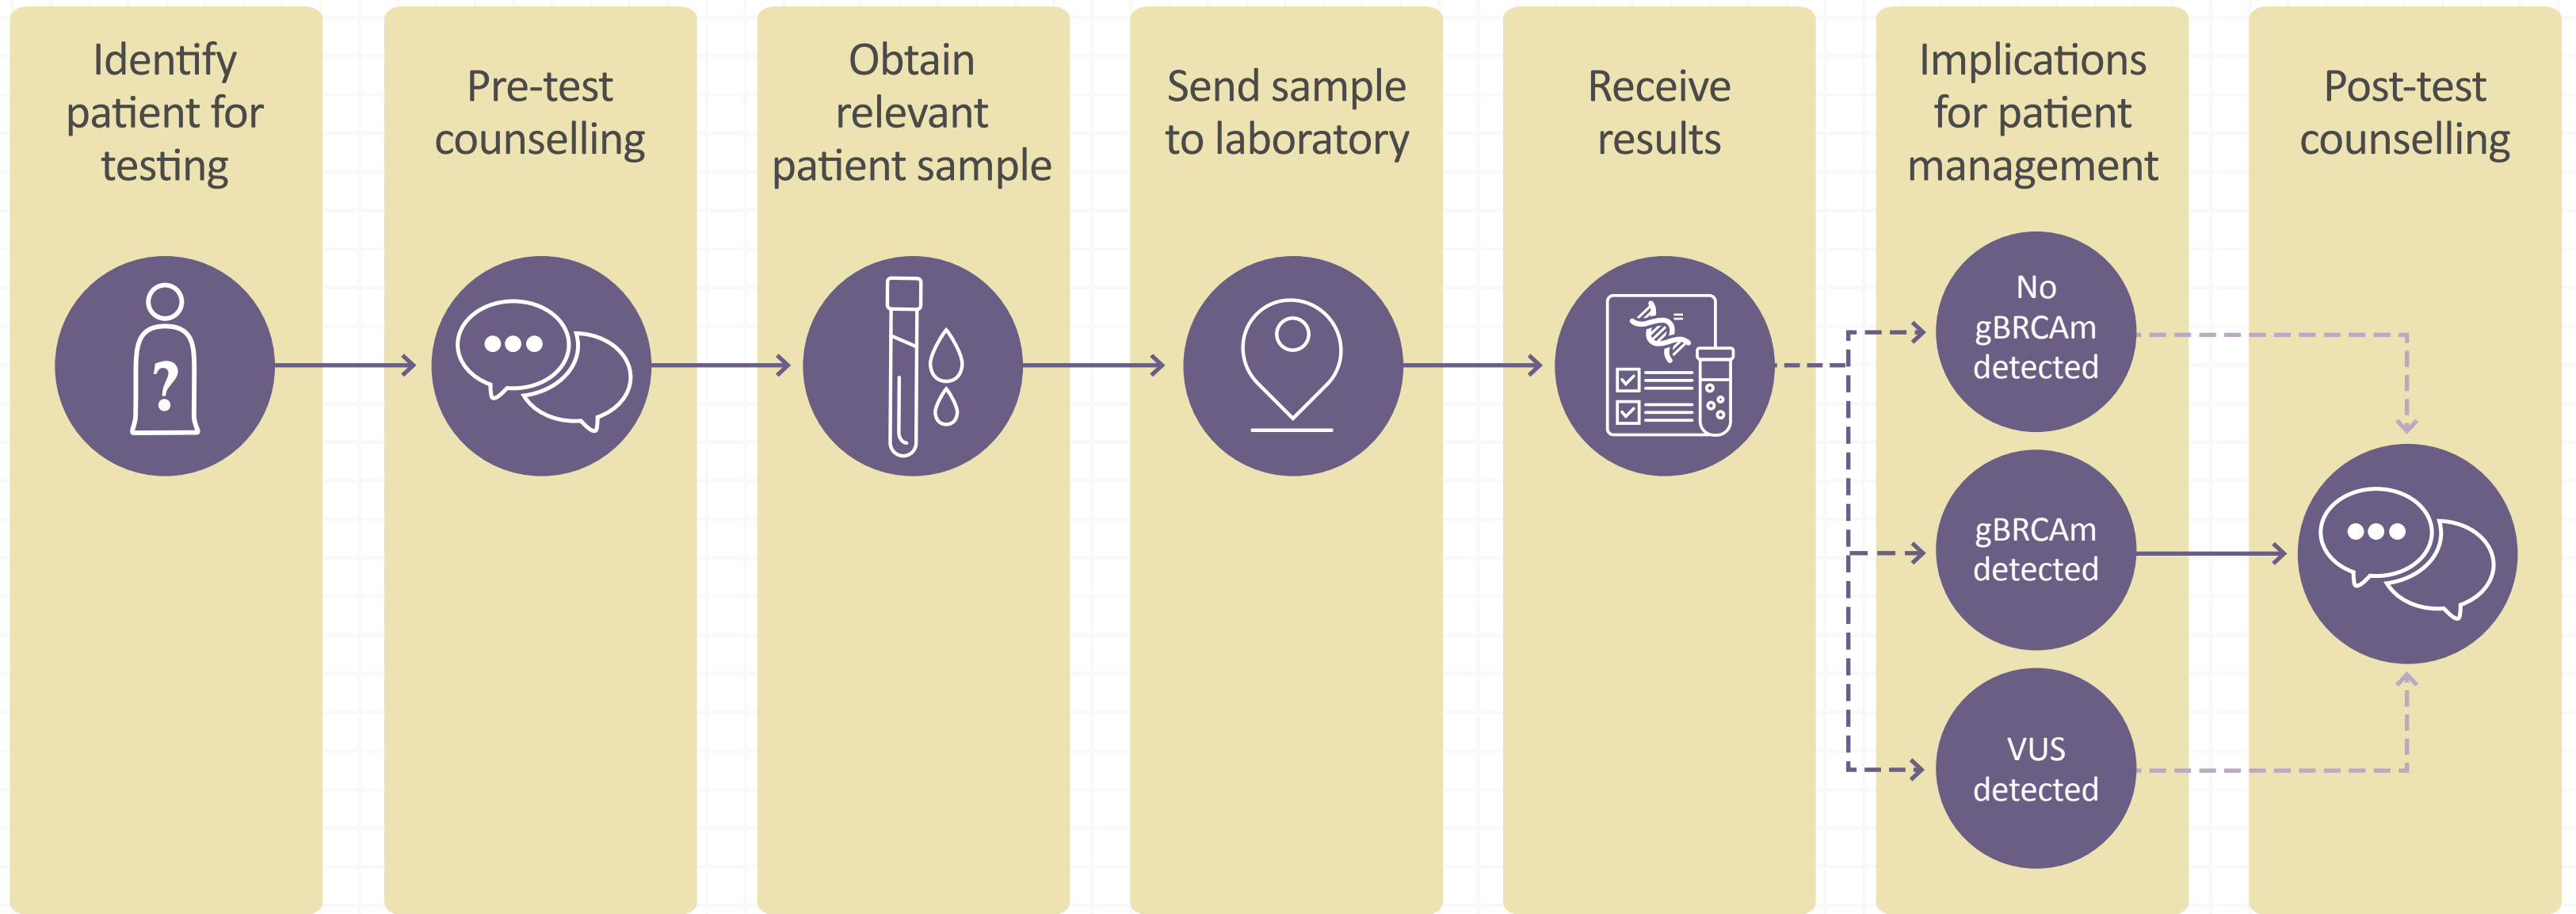 Identify
patient for
testing
Pre-test
counselling
Obtain
relevant
patient sample
Send sample
to laboratory
Receive
results
Implications
for patient
management
Post-test
counselling
?
No
gBRCAm
detected
gBRCAm
detected
VUS
detected